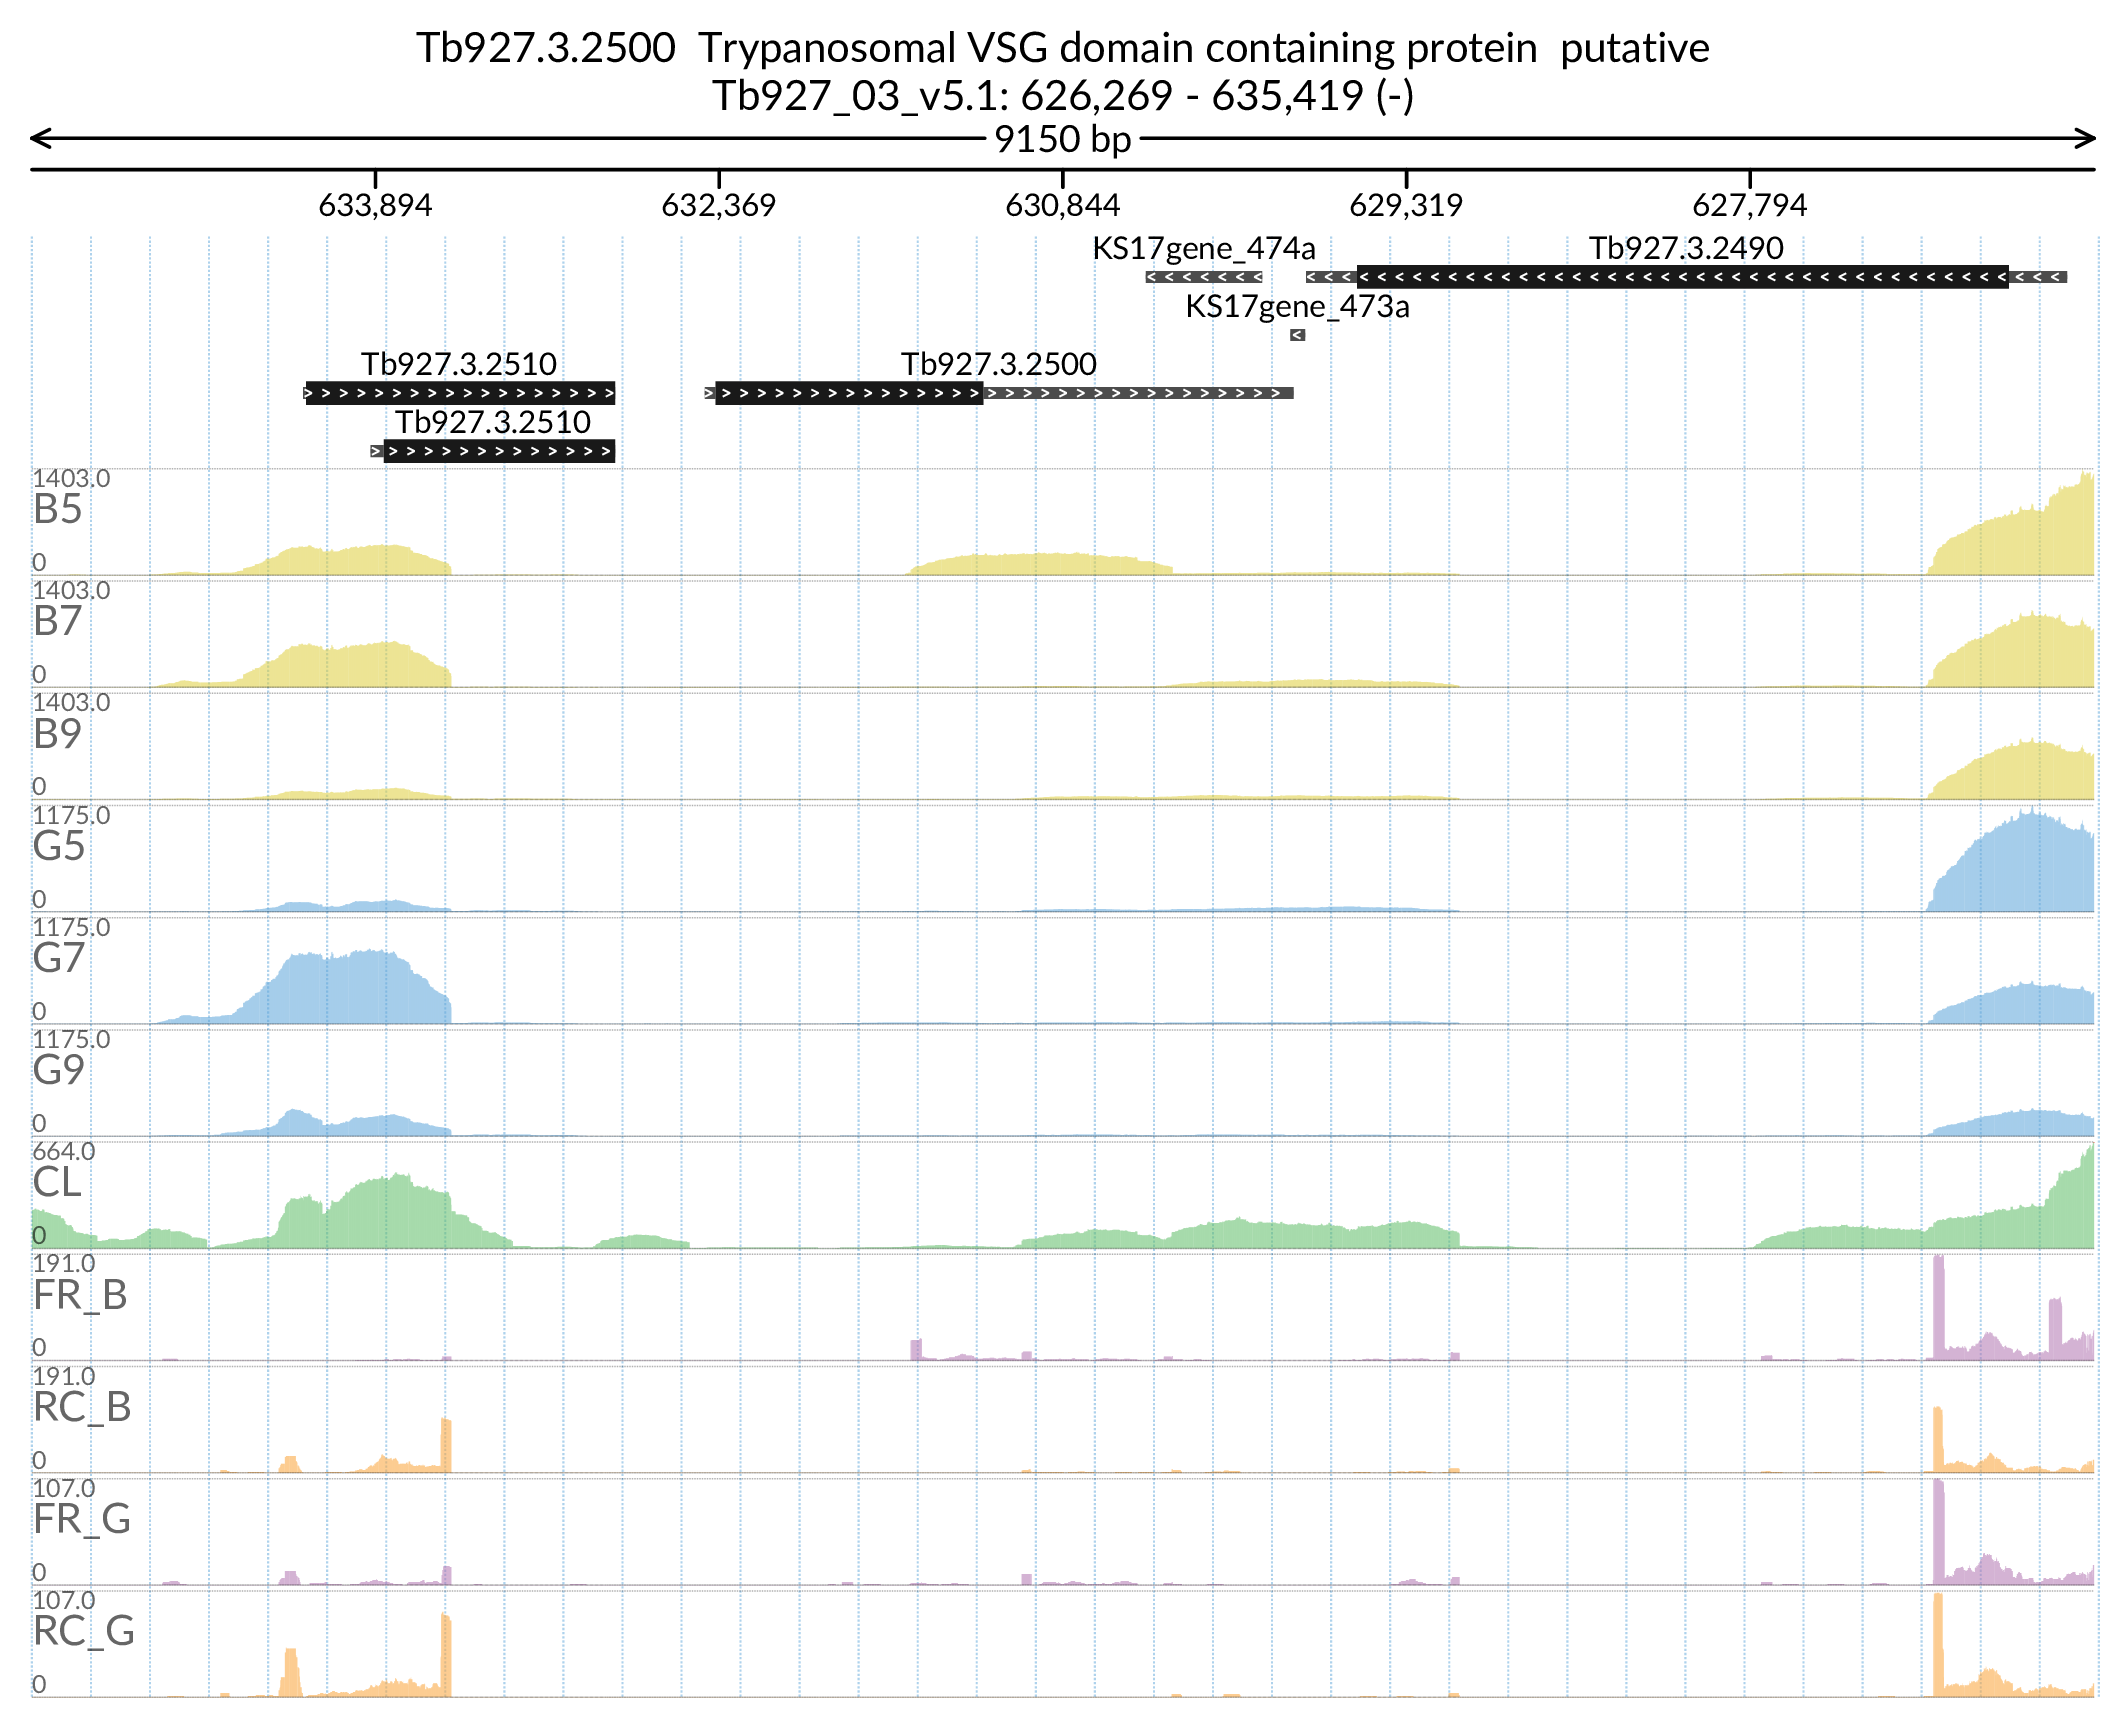 Tb927.3.2500  Trypanosomal VSG domain containing protein  putative
Tb927_03_v5.1: 626,269 - 635,419 (-)
9150 bp
633,894 632,369 630,844 629,319 627,794
KS17gene_474a Tb927.3.2490
KS17gene_473a
Tb927.3.2510 Tb927.3.2500
Tb927.3.2510
1403.0
B5
0
1403.0
B7
0
1403.0
B9
0
1175.0
G5
0
1175.0
G7
0
1175.0
G9
0
664.0
CL
0
191.0
FR_B
0
191.0
RC_B
0
107.0
FR_G
0
107.0
RC_G
0